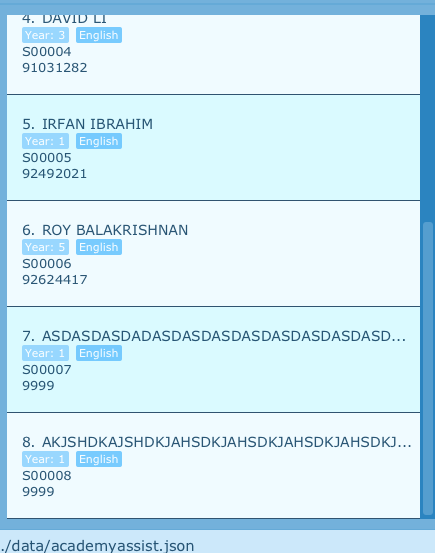 4. DAVID LI
Year: 3 English
S00004
91031282
5. IRFAN IBRAHIM
Year: 1 English
S00005
92492021
6. ROY BALAKRISHNAN
Year: 5 English
S00006
92624417
7. ASDASDASDADASDASDASDASDASDASDASDASD...
Year: 1 English
S00007
9999
8. AKJSHDKAJSHDKJAHSDKJAHSDKJAHSDKJAHSDKJ...
Year: 1 English
S00008
9999
./data/academyassist.json